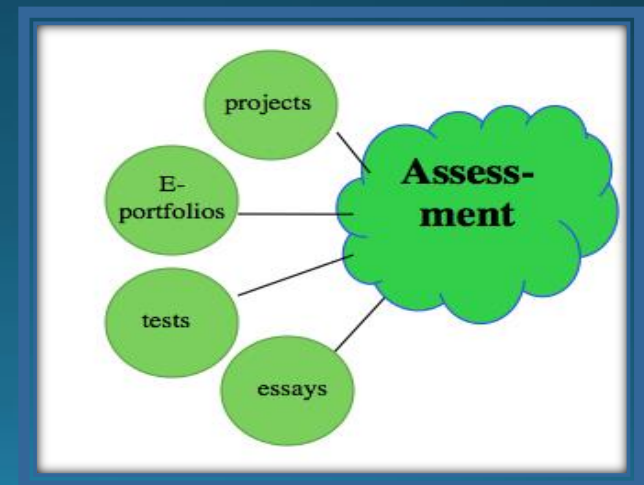 projects
E-
portfolios
tests
essays
Assess-
ment